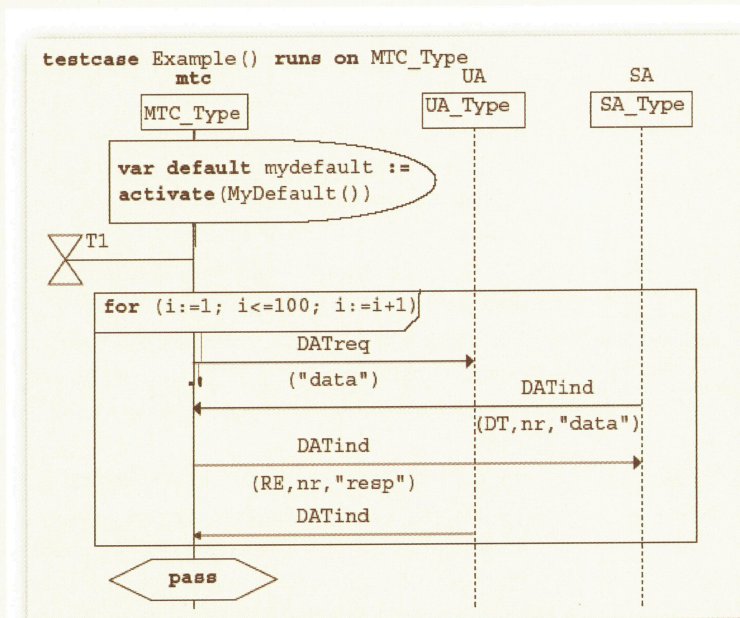 testcase Example() runs on MTC_Type
mtc
UA
SA
MTC_Type
UA_Type
SA_Type
var default mydefault :=
activate(MyDefault())
T1
for (i:=1; i<=100; i:=i+1)
DATreq
("data")
DATind
(DT,nr,"data")
DATind
(RE,nr,"resp")
DATind
pass